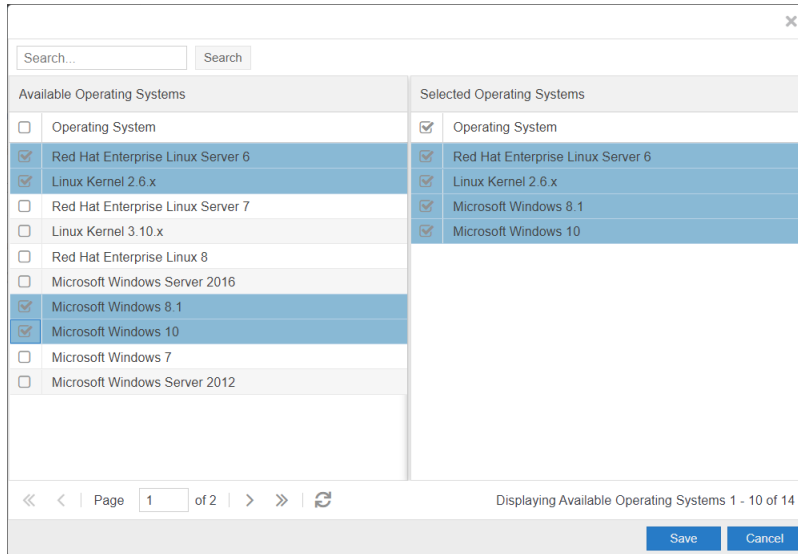 Search...
Search
Available Operating Systems
Selected Operating Systems
Operating System
Operating System
Red Hat Enterprise Linux Server 6
Red Hat Enterprise Linux Server 6
Linux Kernel 2.6.x
Linux Kernel 2.6.x
Red Hat Enterprise Linux Server 7
Microsoft Windows 8.1
Linux Kernel 3.10.x
Microsoft Windows 10
Red Hat Enterprise Linux 8
Microsoft Windows Server 2016
Microsoft Windows 8.1
Microsoft Windows 10
Microsoft Windows 7
Microsoft Windows Server 2012
Page 1 of 2
Displaying Available Operating Systems 1 - 10 of 14
Save
Cancel